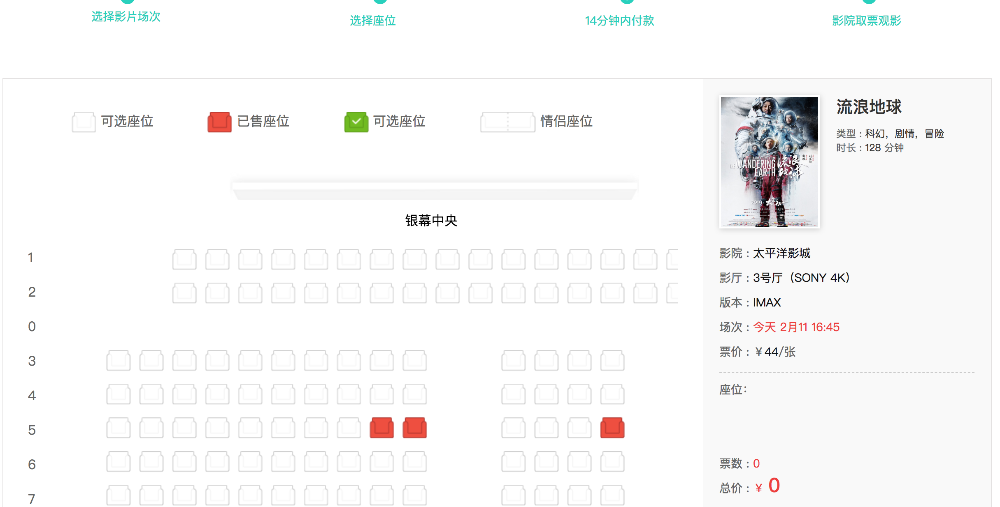 选择影片场次
选择座位
14分钟内付款
影院取票观影
可选座位
已售座位
可选座位
情侣座位
银幕中央
1
2
0
3
4
5
6
7
A FRANT GWO FILM
THE WANDERING
EARTH
流浪地球
2019·大年初一
流浪地球
类型 : 科幻，剧情，冒险
时长 : 128 分钟
影院 : 太平洋影城
影厅 : 3号厅（SONY 4K）
版本 : IMAX
场次 : 今天 2月11 16:45
票价 : ￥44/张
座位：
票数 : 0
总价 : ￥ 0